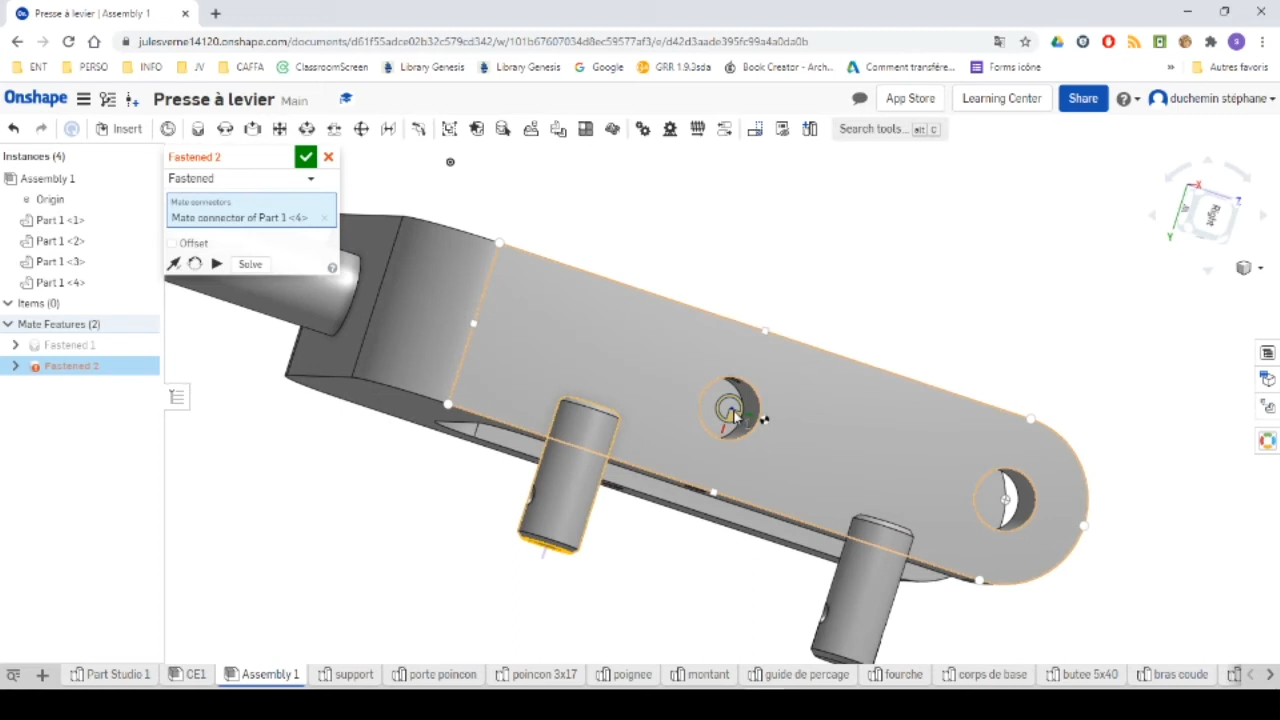 Presse à levier | Assembly 1
julesverne14120.onshape.com/documents/d61f55adce02b32c579cd342/w/101b67607034d8ec59577af3/e/d42d3aade395fc99a4a0da0b
ENT PERSO INFO JV CAFFA ClassroomScreen Library Genesis Library Genesis Google GRR 1.9.3sda Book Creator - Arch... Comment transfére... Forms icône » Autres favoris
Onshape Presse à levier Main App Store Learning Center Share duchemin stéphane
Insert Search tools... alt C
Instances (4)
Assembly 1
Origin
Part 1 <1>
Part 1 <2>
Part 1 <3>
Part 1 <4>
Items (0)
Mate Features (2)
Fastened 1
Fastened 2
Fastened 2
Fastened
Mate connectors
Mate connector of Part 1 <4>
Offset
Solve
X
Z
Y
Right
Part Studio 1 CE1 Assembly 1 support porte poincon poincon 3x17 poignee montant guide de percage fourche corps de base butee 5x40 bras coude